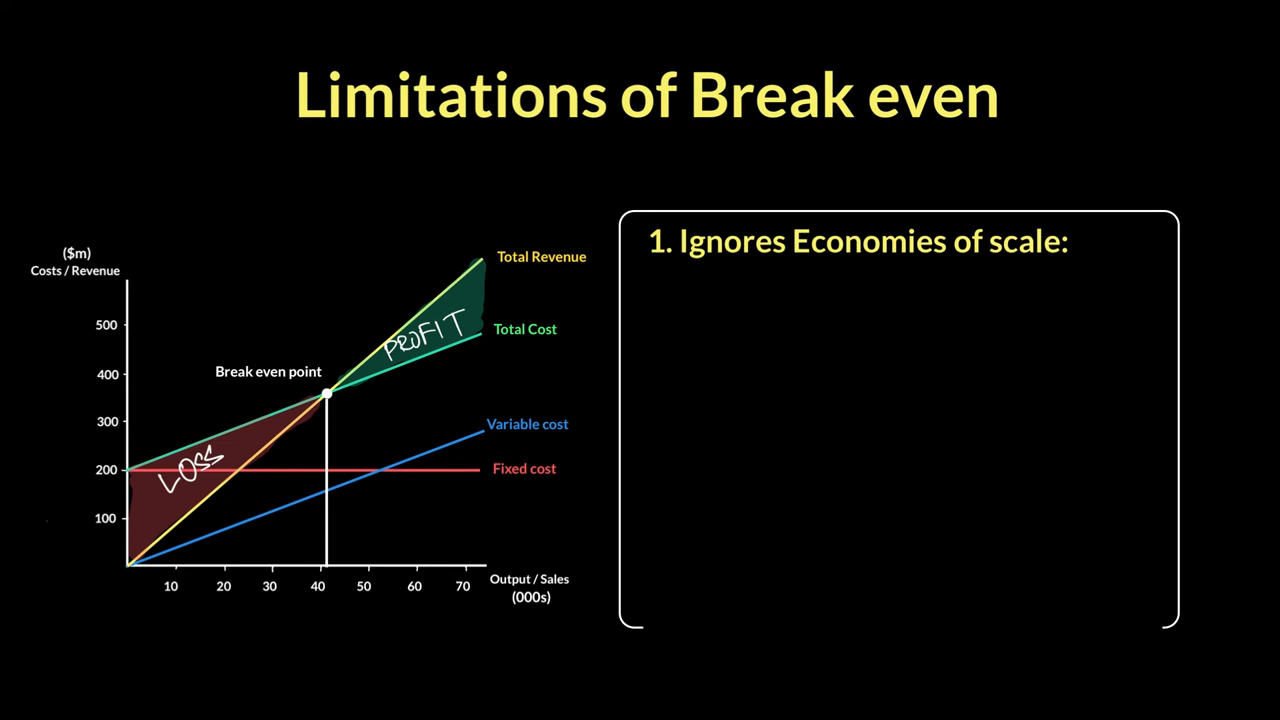 Limitations of Break even
($m)
Costs / Revenue
500
400
300
200
100
Break even point
LOSS
PROFIT
Total Revenue
Total Cost
Variable cost
Fixed cost
10 20 30 40 50 60 70
Output / Sales
(000s)
1. Ignores Economies of scale: